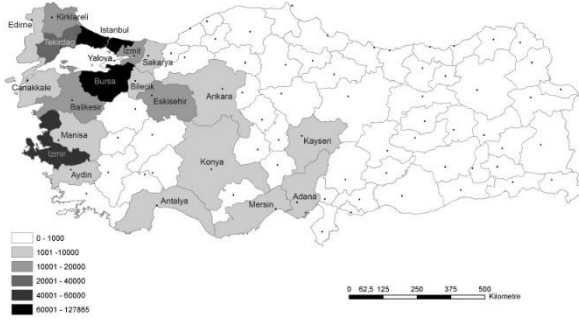 Edirne
Kirklareli
Istanbul
Tekirdag
Izmit
Yalova
Sakarya
Canakkale
Bursa
Bilecik
Balikesir
Eskisehir
Ankara
Manisa
Izmir
Aydin
Kayseri
Konya
Antalya
Mersin
Adana
0 - 1000
1001 -10000
10001 - 20000
20001 - 40000
40001 - 60000
60001 - 127865
0 62,5 125 250 375 500
Kilometre